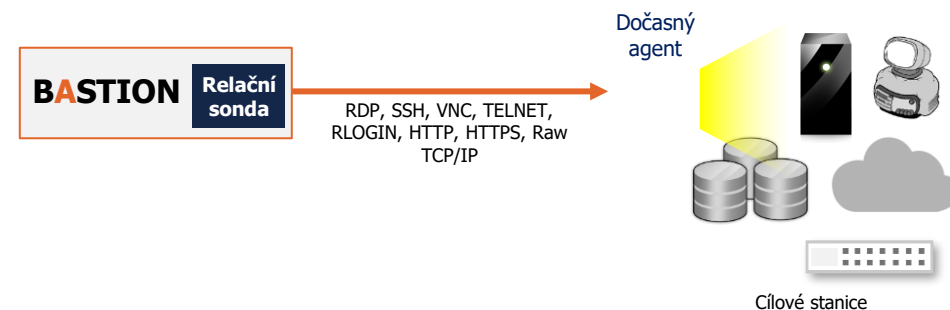 BASTION
Relační
sonda
RDP, SSH, VNC, TELNET,
RLOGIN, HTTP, HTTPS, Raw
TCP/IP
Dočasný
agent
Cílové stanice